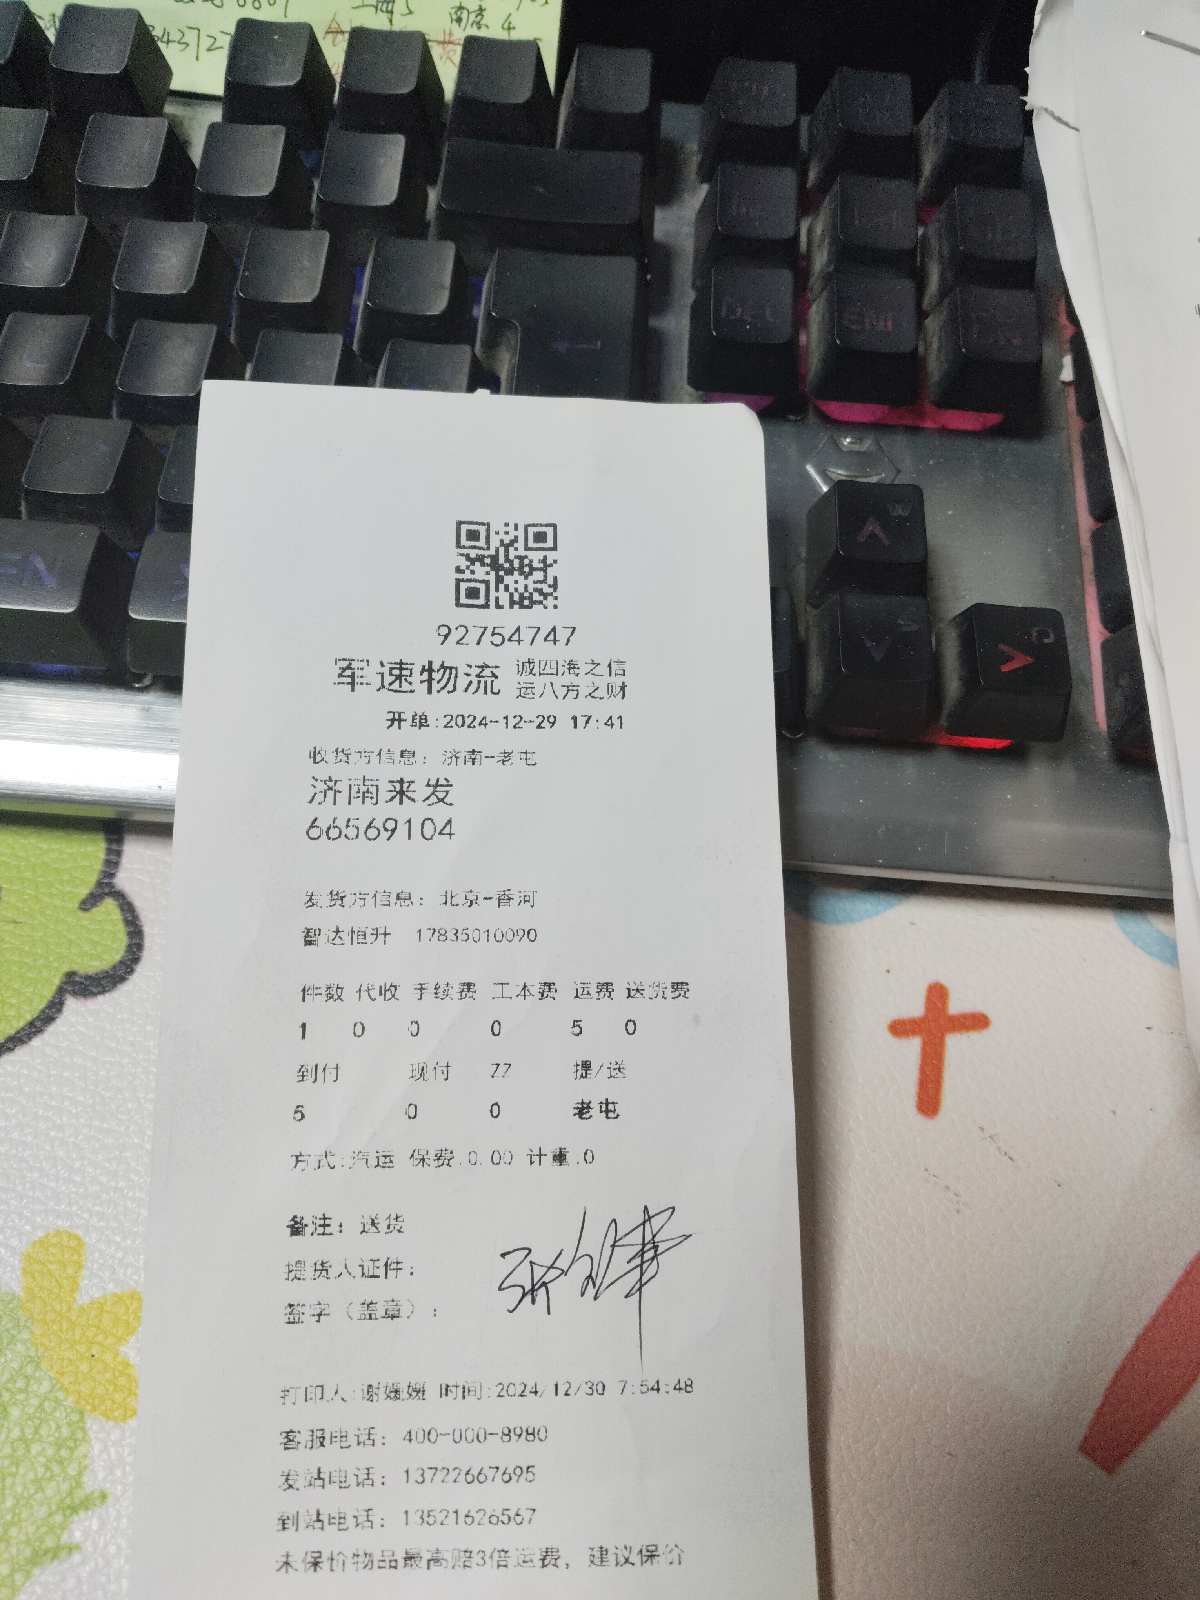 南京 4
92754747
军速物流 诚四海之信
运八方之财
开单:2024-12-29 17:41
收货方信息: 济南-老屯
济南来发
66569104
发货方信息: 北京-香河
智达恒升 17835010090
件数 代收 手续费 工本费 运费 送货费
1 0 0 0 5 0
到付 现付 ZZ 提/送
5 0 0 老屯
方式:汽运 保费:0.00 计重:0
备注: 送货
提货人证件:
签字（盖章）:
打印人:谢媛媛 时间:2024/12/30 7:54:48
客服电话: 400-000-8980
发站电话: 13722667695
到站电话: 13521626567
未保价物品最高赔3倍运费，建议保价